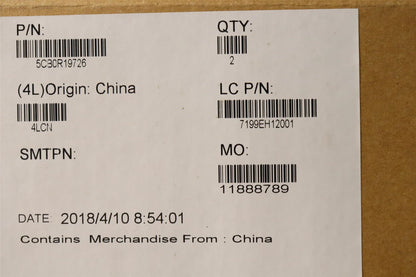 P/N:
QTY:
5CB0R19726
2
(4L)Origin: China
LC P/N:
4LCN
7199EH12001
SMTPN:
MO:
11888789
DATE: 2018/4/10 8:54:01
Contains Merchandise From : China